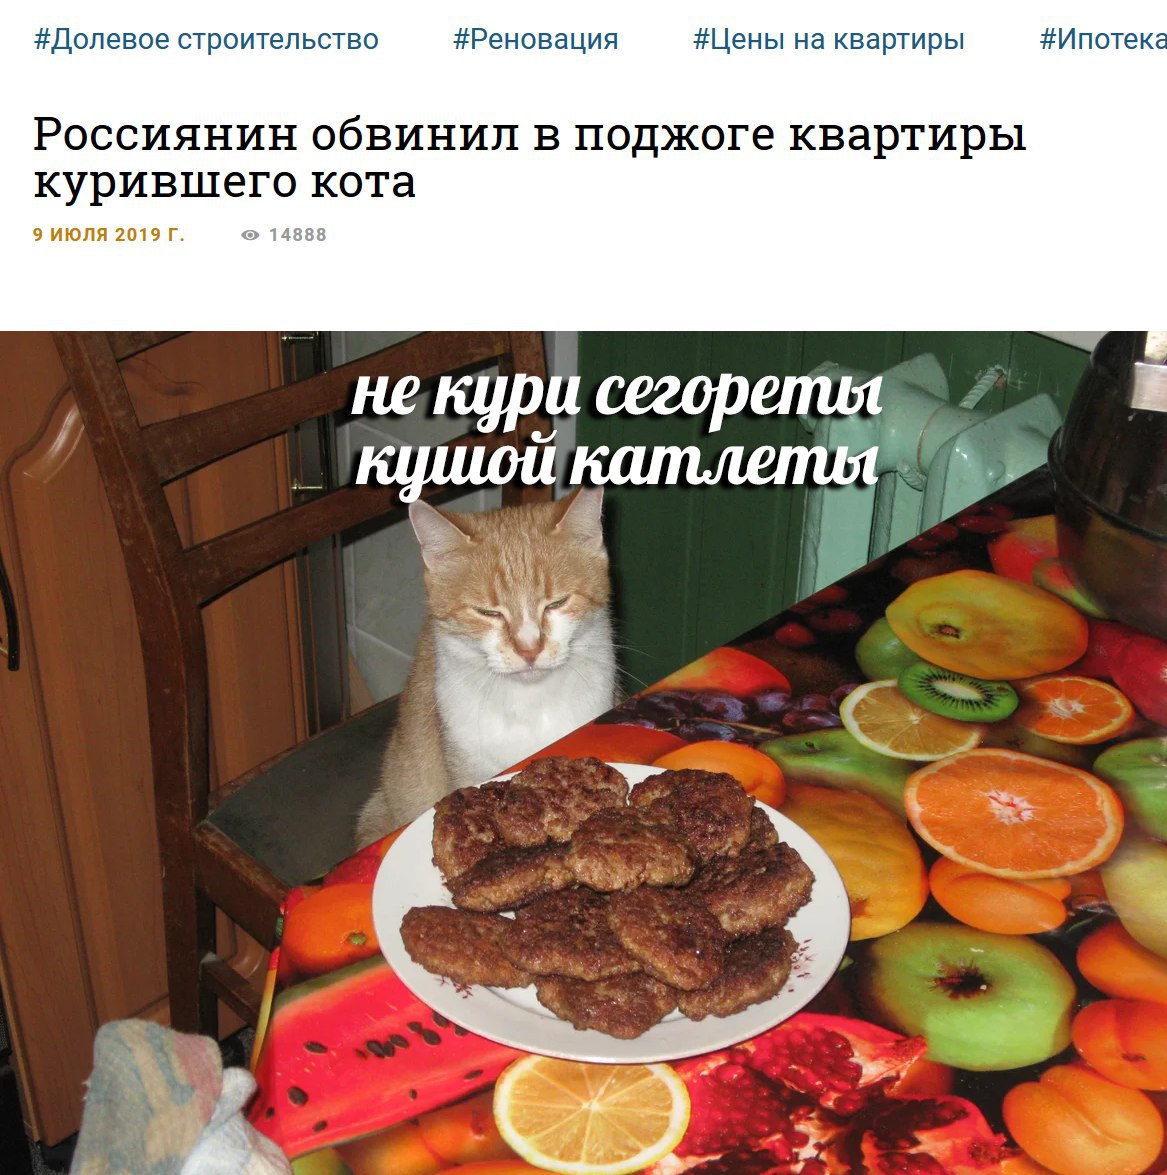 #Долевое строительство #Реновация #Цены на квартиры #Ипотека
Россиянин обвинил в поджоге квартиры
курившего кота
9 ИЮЛЯ 2019 Г. 14888
не кури сегореты
кушой катлеты